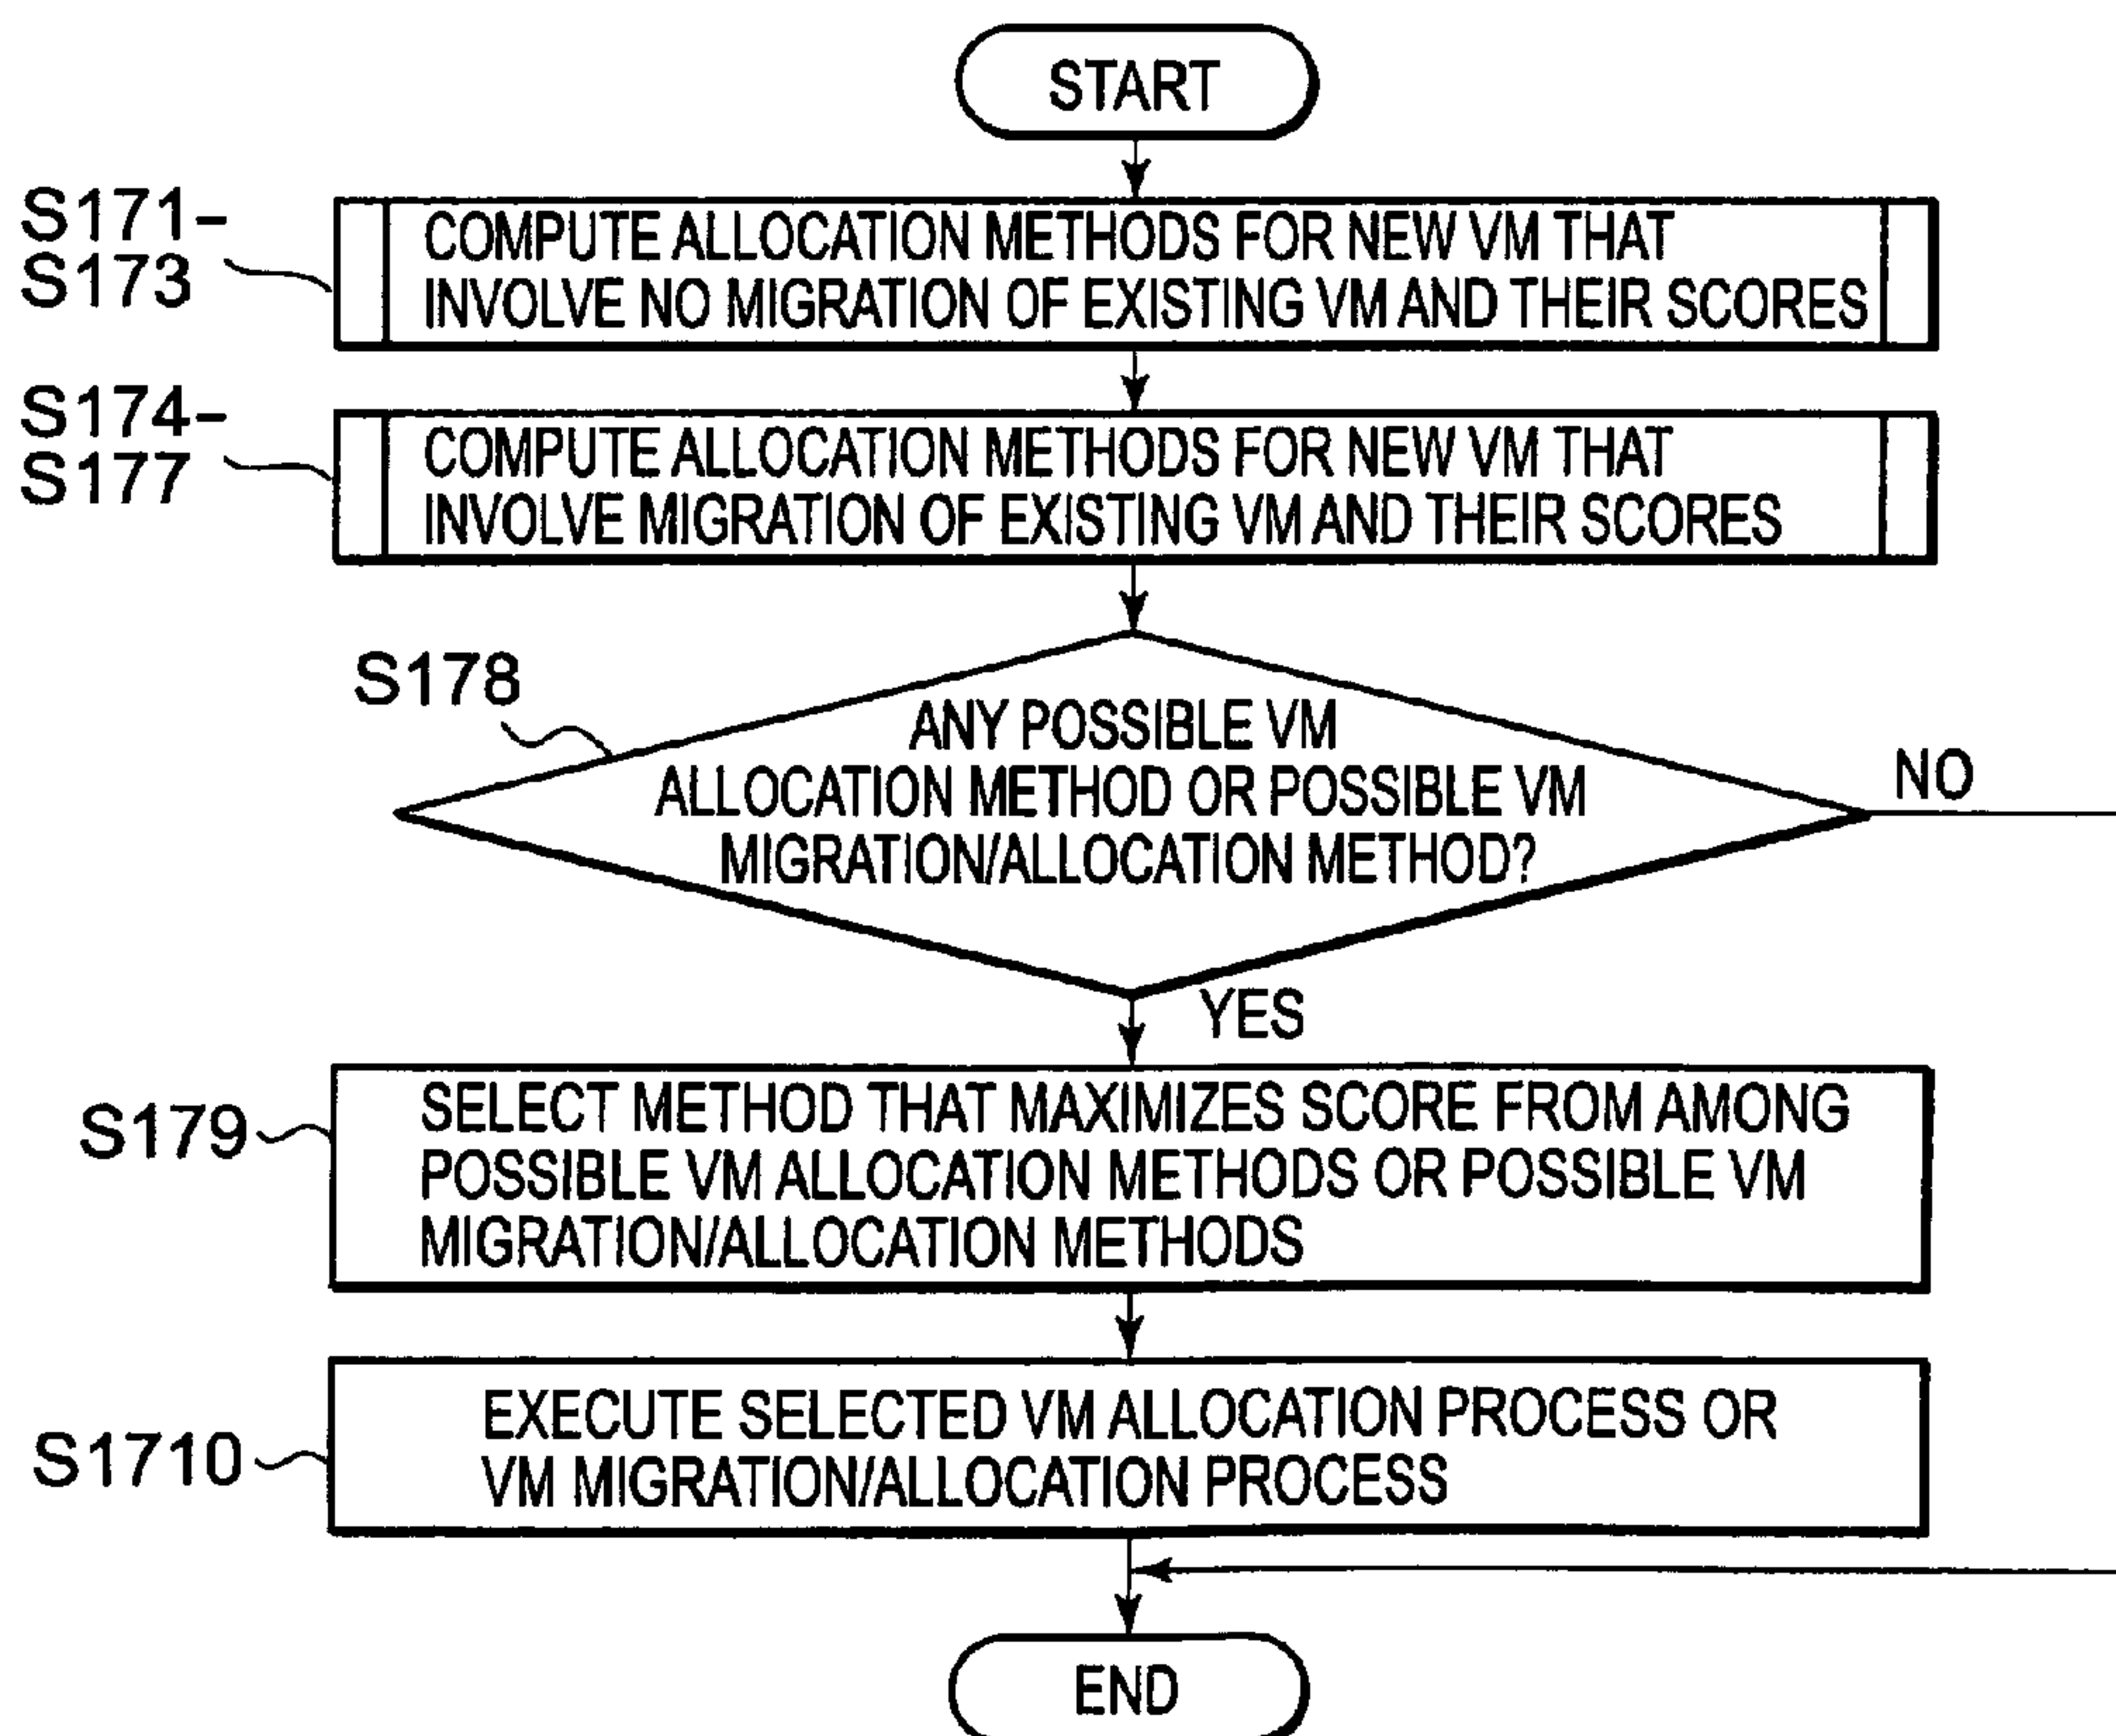 START
S171-
S173
COMPUTE ALLOCATION METHODS FOR NEW VM THAT
INVOLVE NO MIGRATION OF EXISTING VM AND THEIR SCORES
S174-
S177
COMPUTE ALLOCATION METHODS FOR NEW VM THAT
INVOLVE MIGRATION OF EXISTING VM AND THEIR SCORES
S178
ANY POSSIBLE VM
ALLOCATION METHOD OR POSSIBLE VM
MIGRATION/ALLOCATION METHOD?
NO
YES
S179
SELECT METHOD THAT MAXIMIZES SCORE FROM AMONG
POSSIBLE VM ALLOCATION METHODS OR POSSIBLE VM
MIGRATION/ALLOCATION METHODS
S1710
EXECUTE SELECTED VM ALLOCATION PROCESS OR
VM MIGRATION/ALLOCATION PROCESS
END